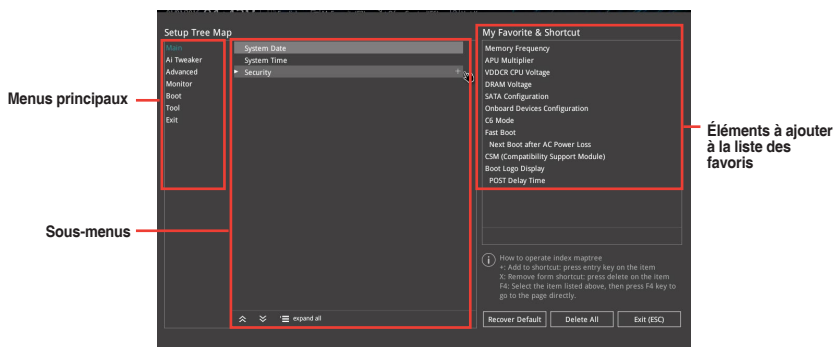 Setup Tree Map
My Favorite & Shortcut
Main
Ai Tweaker
Advanced
Monitor
Boot
Tool
Exit
System Date
System Time
Security +
Memory Frequency
APU Multiplier
VDDCR CPU Voltage
DRAM Voltage
SATA Configuration
Onboard Devices Configuration
C6 Mode
Fast Boot
Next Boot after AC Power Loss
CSM (Compatibility Support Module)
Boot Logo Display
POST Delay Time
Menus principaux
Sous-menus
Éléments à ajouter
à la liste des
favoris
How to operate index maptree
+: Add to shortcut: press entry key on the item
X: Remove form shortcut: press delete on the item
F4: Select the item listed above, then press F4 key to
go to the page directly.
expand all
Recover Default
Delete All
Exit (ESC)